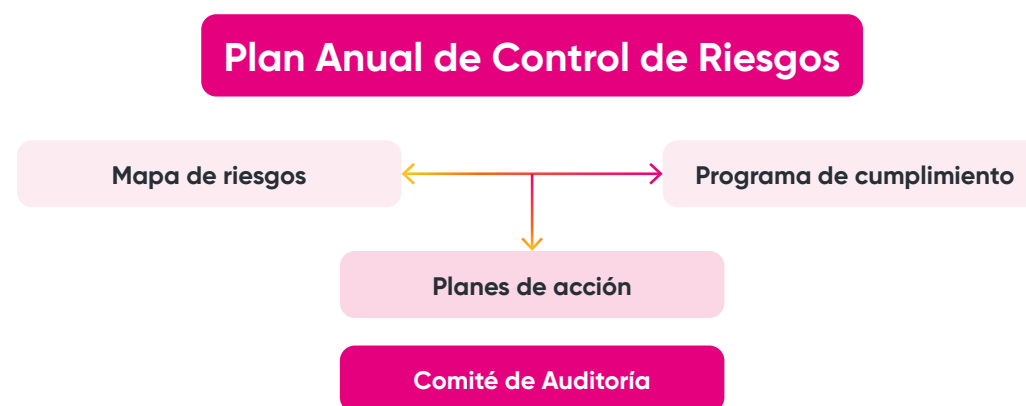 Plan Anual de Control de Riesgos
Mapa de riesgos
Programa de cumplimiento
Planes de acción
Comité de Auditoría